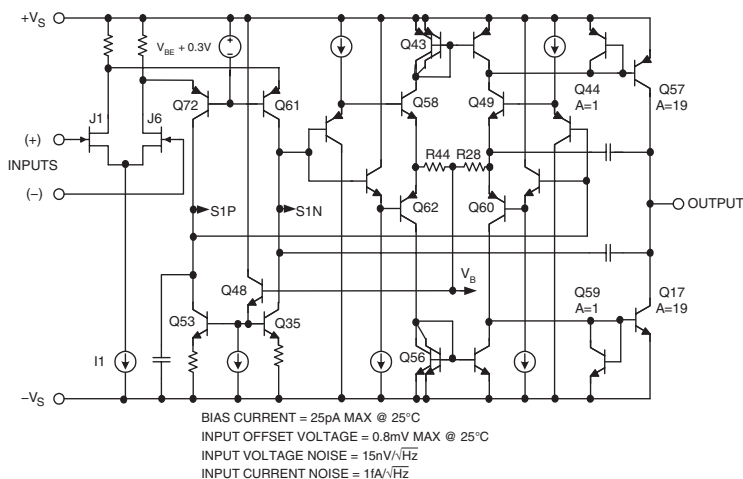 +VS
VBE + 0.3V
Q43
J1
J6
Q72
Q61
Q58
Q49
Q44
A=1
Q57
A=19
(+)
INPUTS
(–)
R44
R28
S1P
S1N
Q62
Q60
OUTPUT
Q48
VB
Q53
Q35
Q59
A=1
Q17
A=19
I1
Q56
–VS
BIAS CURRENT = 25pA MAX @ 25°C
INPUT OFFSET VOLTAGE = 0.8mV MAX @ 25°C
INPUT VOLTAGE NOISE = 15nV/√Hz
INPUT CURRENT NOISE = 1fA/√Hz